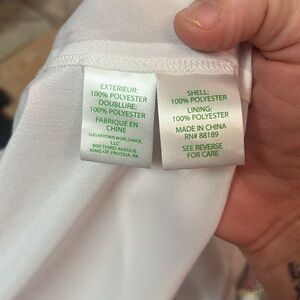 EXTERIEUR:
100% POLYESTER
DOUBLURE:
100% POLYESTER
FABRIQUÉ EN
CHINE
SUGARTOWN WORLDWIDE,
LLC
800 THIRD AVENUE
KING OF PRUSSIA, PA
SHELL:
100% POLYESTER
LINING:
100% POLYESTER
MADE IN CHINA
RN# 88189
SEE REVERSE
FOR CARE